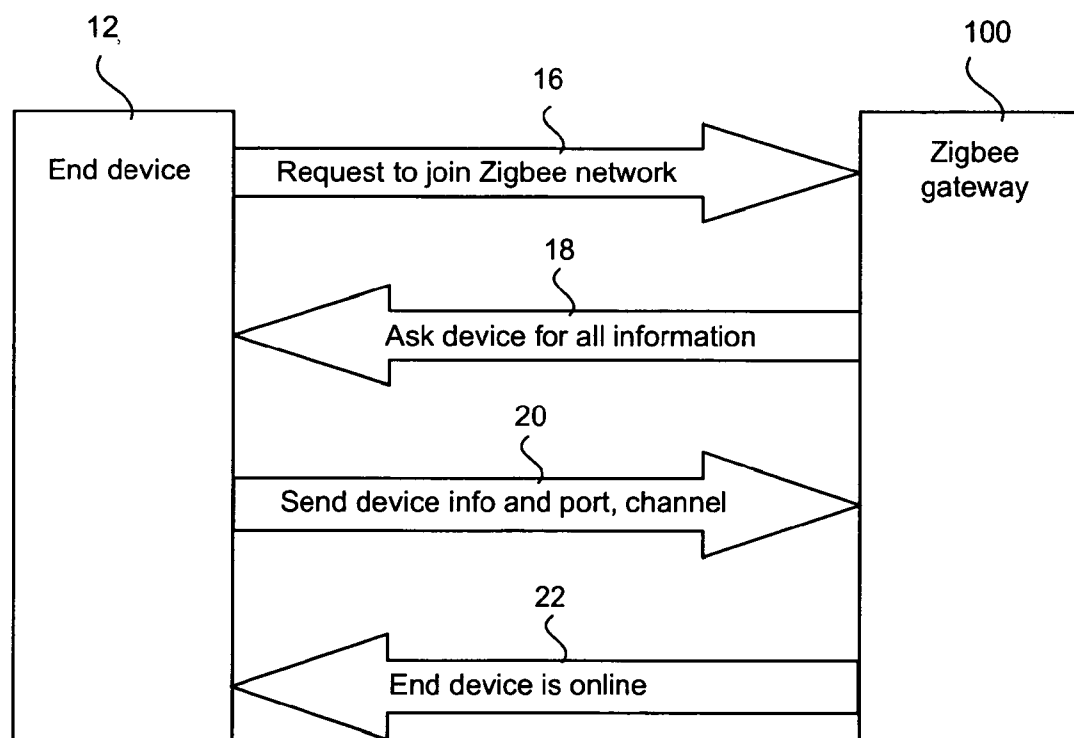 12,
100
16
End device
Request to join Zigbee network
Zigbee
gateway
18
Ask device for all information
20
Send device info and port, channel
22
End device is online